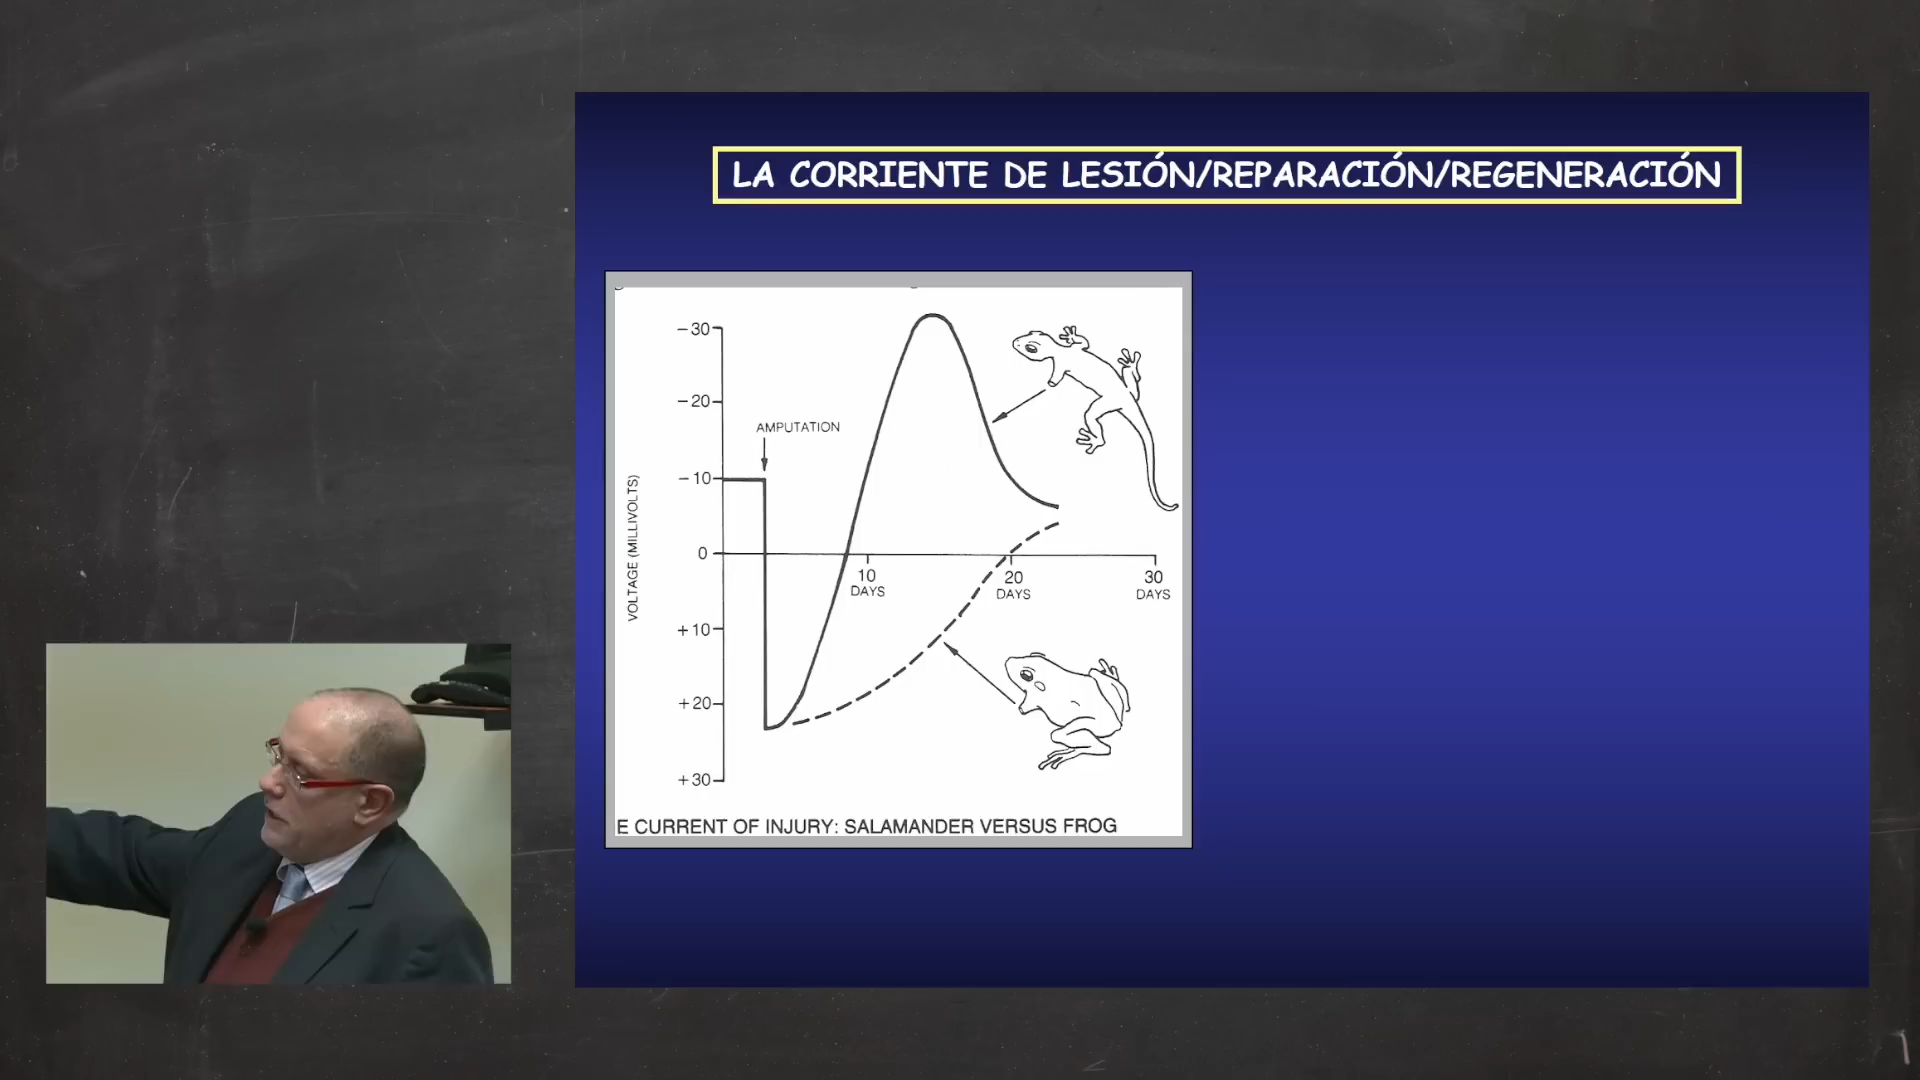 LA CORRIENTE DE LESIÓN/REPARACIÓN/REGENERACIÓN
-30
-20
AMPUTATION
-10
VOLTAGE (MILLIVOLTS)
0
10
DAYS
20
DAYS
30
DAYS
+10
+20
+30
E CURRENT OF INJURY: SALAMANDER VERSUS FROG